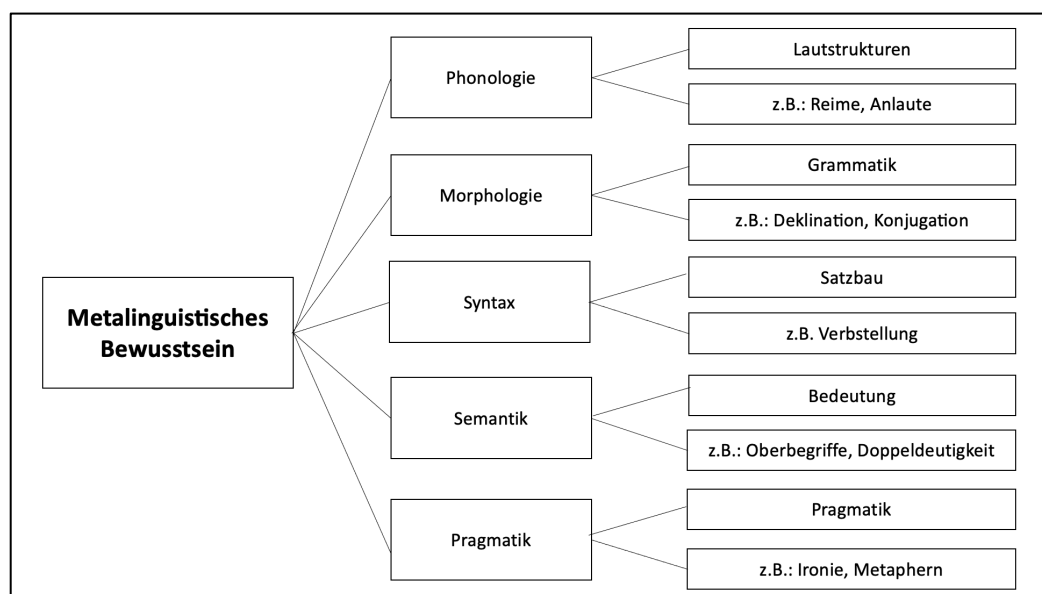 Metalinguistisches
Bewusstsein
Phonologie
Lautstrukturen
z.B.: Reime, Anlaute
Morphologie
Grammatik
z.B.: Deklination, Konjugation
Syntax
Satzbau
z.B. Verbstellung
Semantik
Bedeutung
z.B.: Oberbegriffe, Doppeldeutigkeit
Pragmatik
Pragmatik
z.B.: Ironie, Metaphern